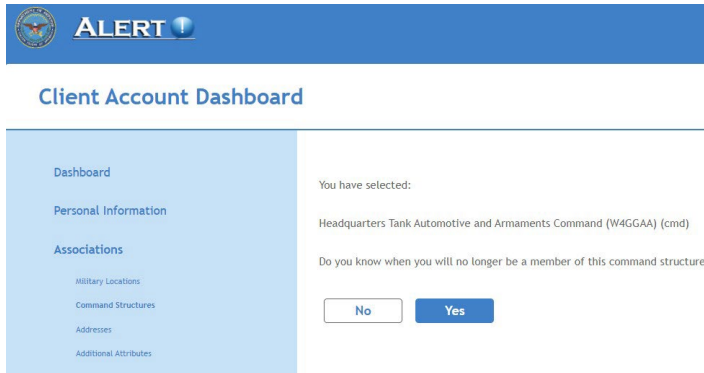 ALERT!
Client Account Dashboard
Dashboard
Personal Information
Associations
Military Locations
Command Structures
Addresses
Additional Attributes
You have selected:
Headquarters Tank Automotive and Armaments Command (W4GGAA) (cmd)
Do you know when you will no longer be a member of this command structure
No Yes